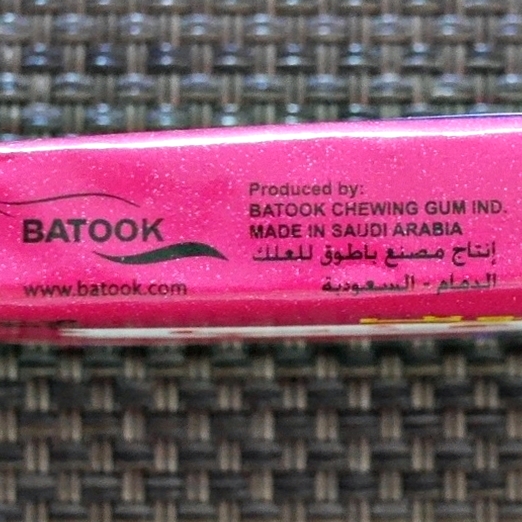 BATOOK
www.batook.com
Produced by:
BATOOK CHEWING GUM IND.
MADE IN SAUDI ARABIA
إنتاج مصنع باطوق للعلك
الدمام - السعودية